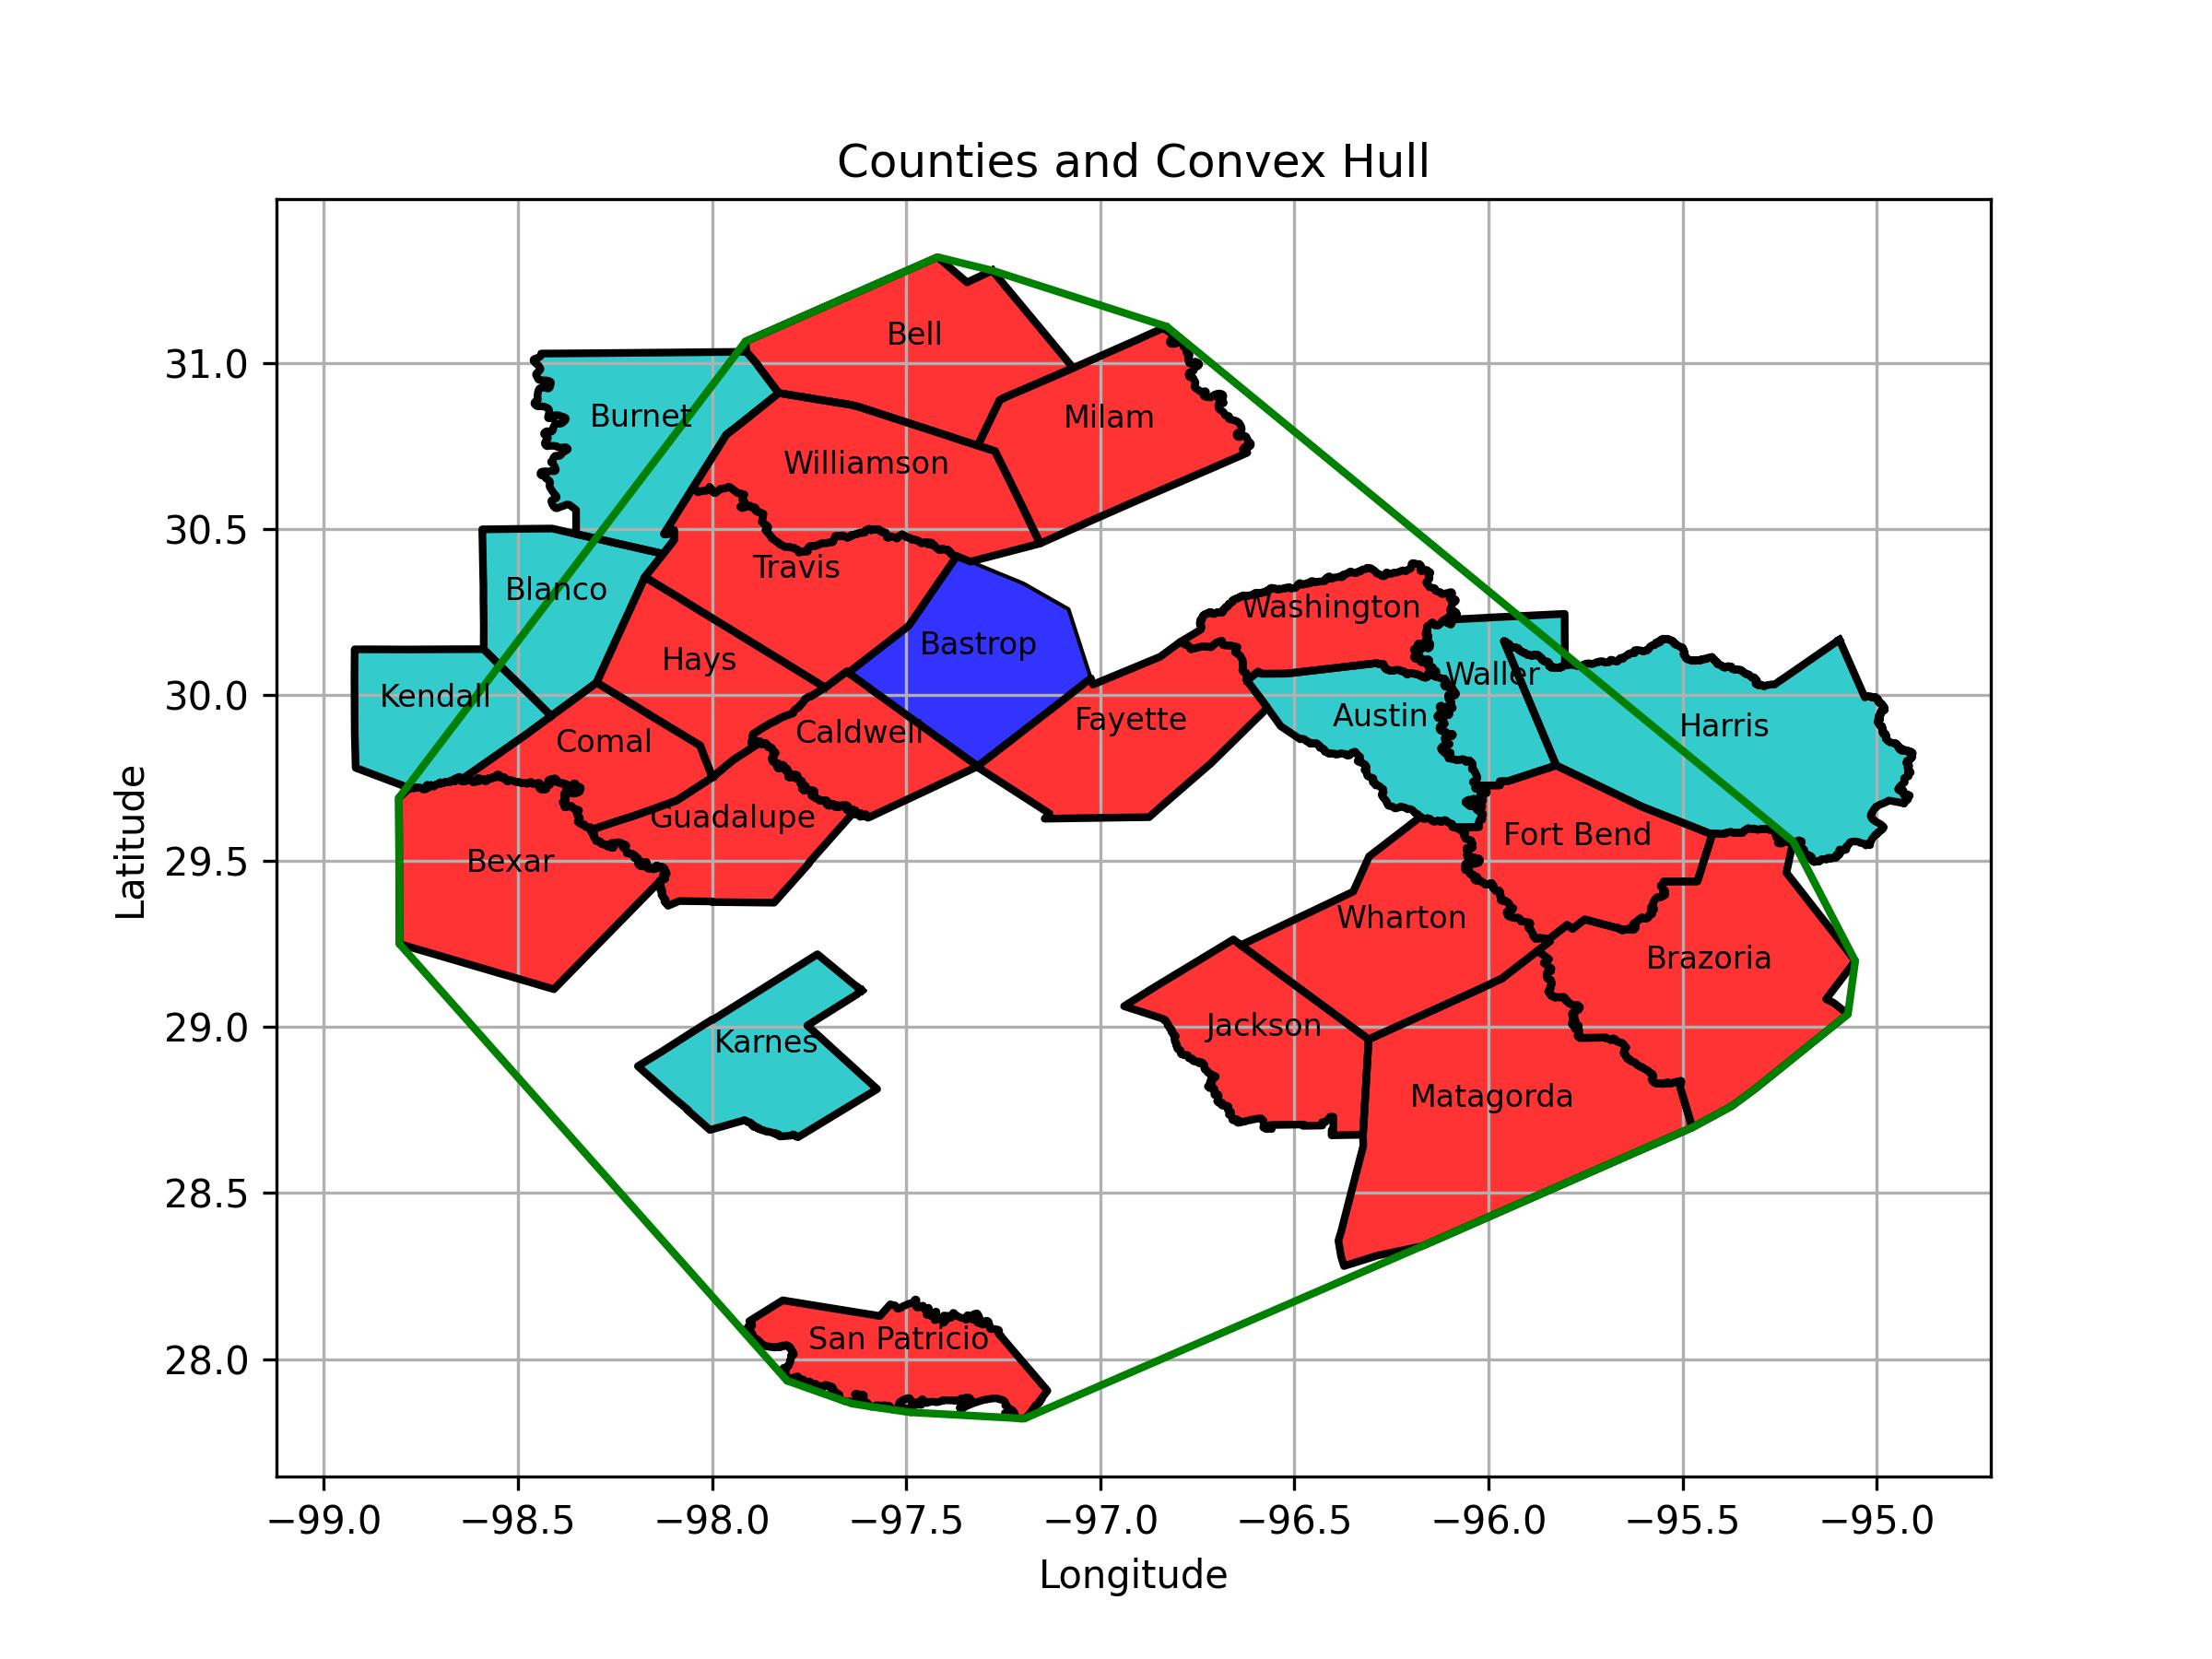 Counties and Convex Hull
Bell
Burnet
Milam
Williamson
Travis
Blanco
Washington
Bastrop
Hays
Waller
Kendall
Fayette
Austin
Harris
Caldwell
Comal
Guadalupe
Fort Bend
Bexar
Wharton
Brazoria
Karnes
Jackson
Matagorda
San Patricio
31.0
30.5
30.0
29.5
29.0
28.5
28.0
Latitude
−99.0 −98.5 −98.0 −97.5 −97.0 −96.5 −96.0 −95.5 −95.0
Longitude